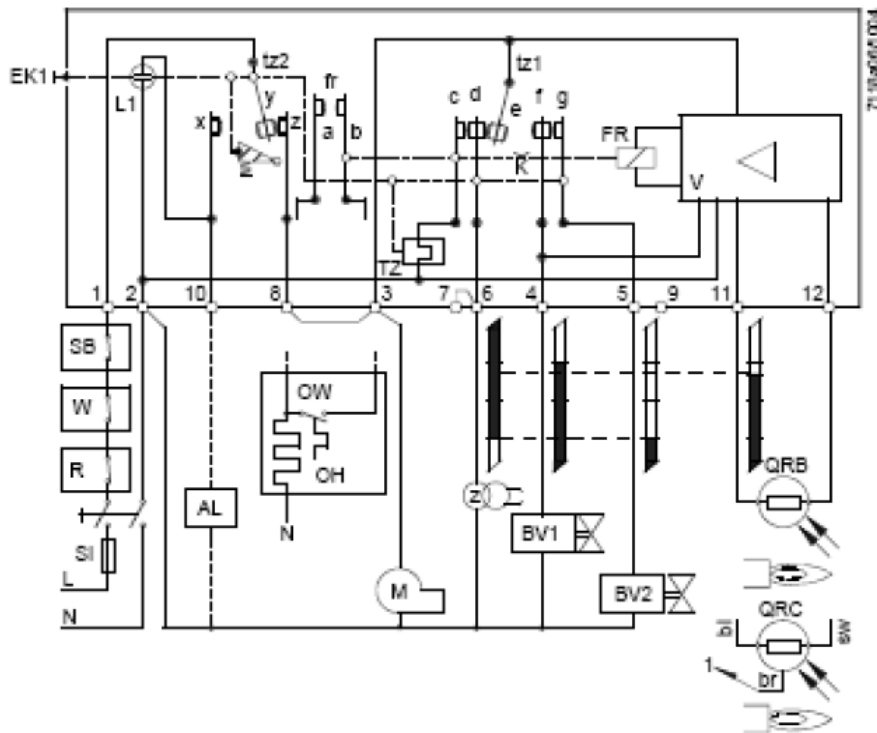 EK1
L1
tz2
fr
y
x
z
a
b
tz1
c
d
e
f
g
FR
V
K
TZ
1
2
10
8
3
7
6
4
5
9
11
12
SB
W
R
SI
L
N
AL
OW
OH
N
M
Z
BV1
BV2
QRB
QRC
bl
sw
br
1